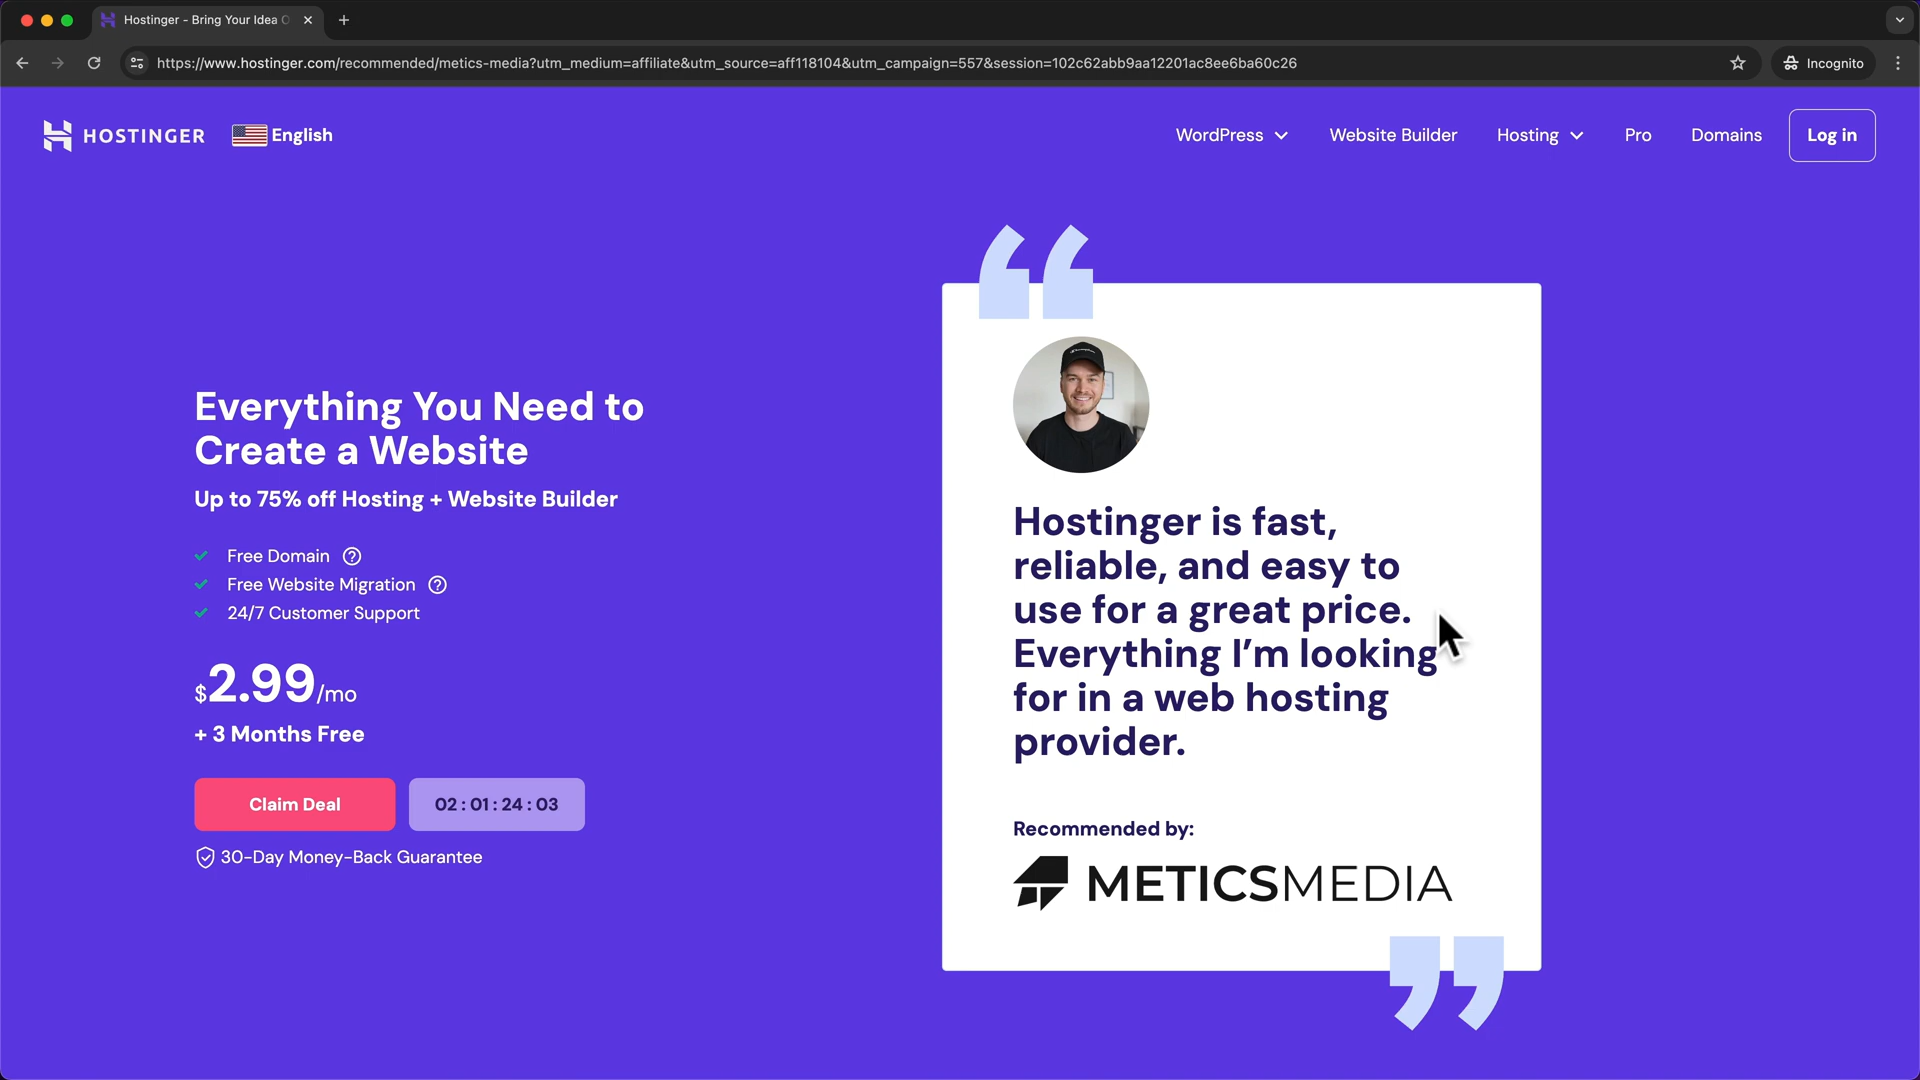 Hostinger - Bring Your Idea O
https://www.hostinger.com/recommended/metics-media?utm_medium=affiliate&utm_source=aff118104&utm_campaign=557&session=102c62abb9aa12201ac8ee6ba60c26
Incognito
HOSTINGER
English
WordPress
Website Builder
Hosting
Pro
Domains
Log in
Everything You Need to
Create a Website
Up to 75% off Hosting + Website Builder
Free Domain
Free Website Migration
24/7 Customer Support
$2.99/mo
+ 3 Months Free
Claim Deal
02 : 01 : 24 : 03
30-Day Money-Back Guarantee
“
Hostinger is fast,
reliable, and easy to
use for a great price.
Everything I’m looking
for in a web hosting
provider.
Recommended by:
METICSMEDIA
”